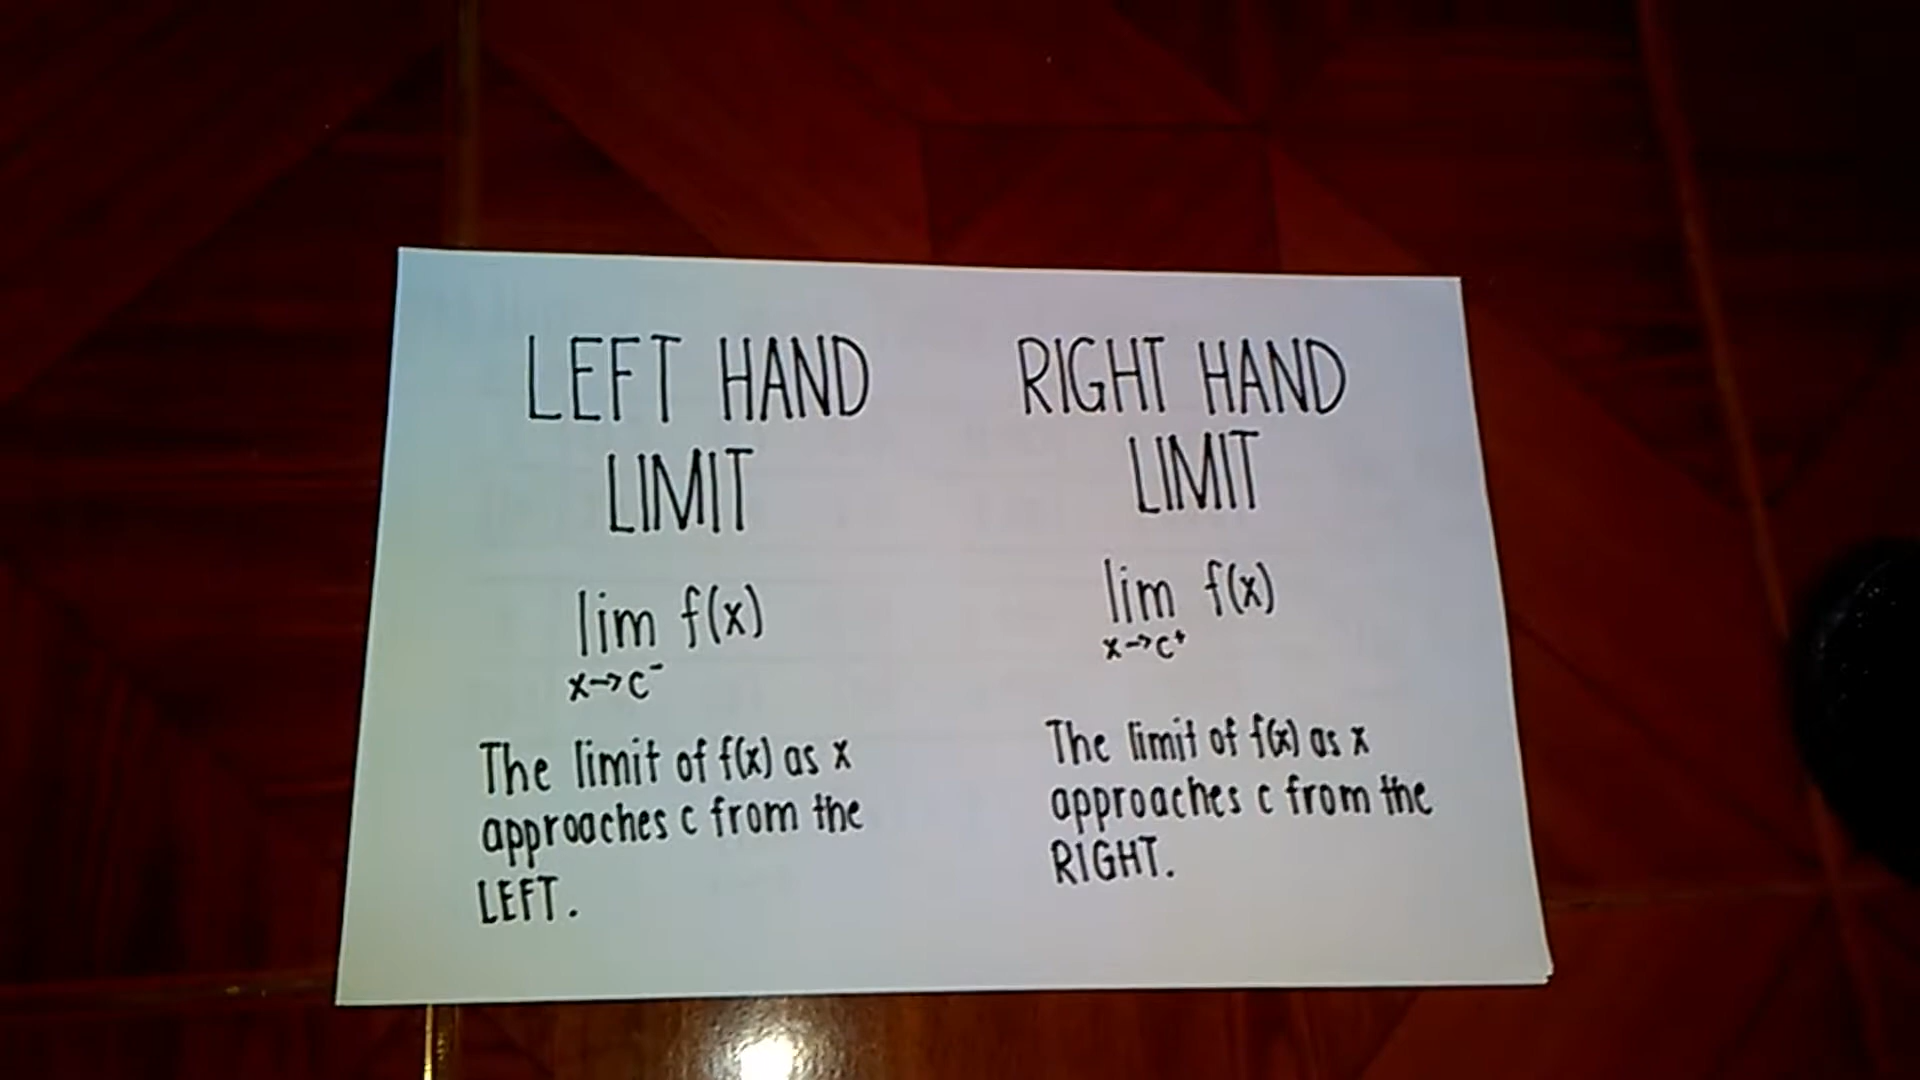 LEFT HAND
LIMIT
lim f(x)
x→c⁻
The limit of f(x) as x
approaches c from the
LEFT.
RIGHT HAND
LIMIT
lim f(x)
x→c⁺
The limit of f(x) as x
approaches c from the
RIGHT.